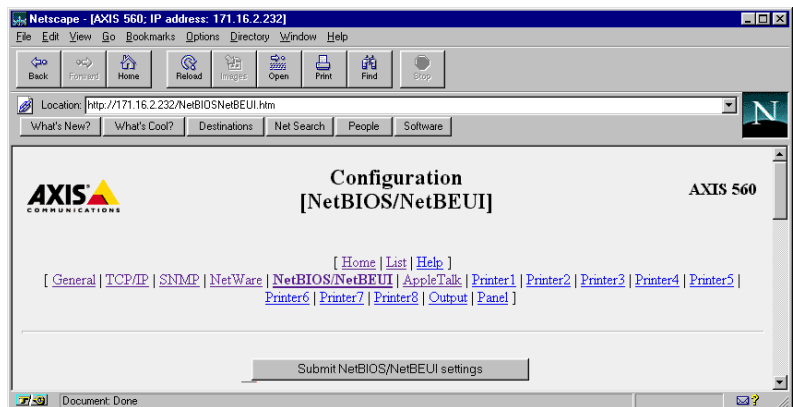 Netscape - [AXIS 560; IP address: 171.16.2.232]
File Edit View Go Bookmarks Options Directory Window Help
Back Forward Home Reload Images Open Print Find Stop
Location: http://171.16.2.232/NetBIOSNetBEUI.htm
N
What's New? What's Cool? Destinations Net Search People Software
AXIS
COMMUNICATIONS
Configuration
[NetBIOS/NetBEUI]
AXIS 560
[ Home | List | Help ]
[ General | TCP/IP | SNMP | NetWare | NetBIOS/NetBEUI | AppleTalk | Printer1 | Printer2 | Printer3 | Printer4 | Printer5 |
Printer6 | Printer7 | Printer8 | Output | Panel ]
Submit NetBIOS/NetBEUI settings
Document: Done